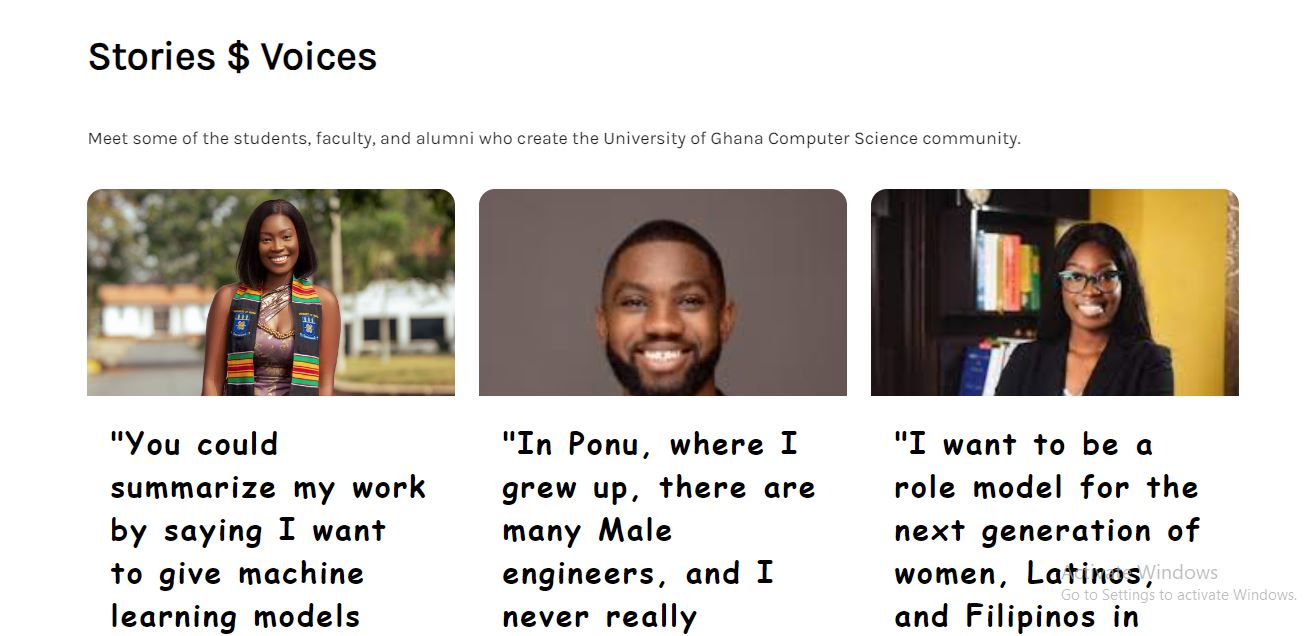 Stories $ Voices
Meet some of the students, faculty, and alumni who create the University of Ghana Computer Science community.
"You could
summarize my work
by saying I want
to give machine
learning models
"In Ponu, where I
grew up, there are
many Male
engineers, and I
never really
"I want to be a
role model for the
next generation of
women, Latinos,
and Filipinos in
Activate Windows
Go to Settings to activate Windows.